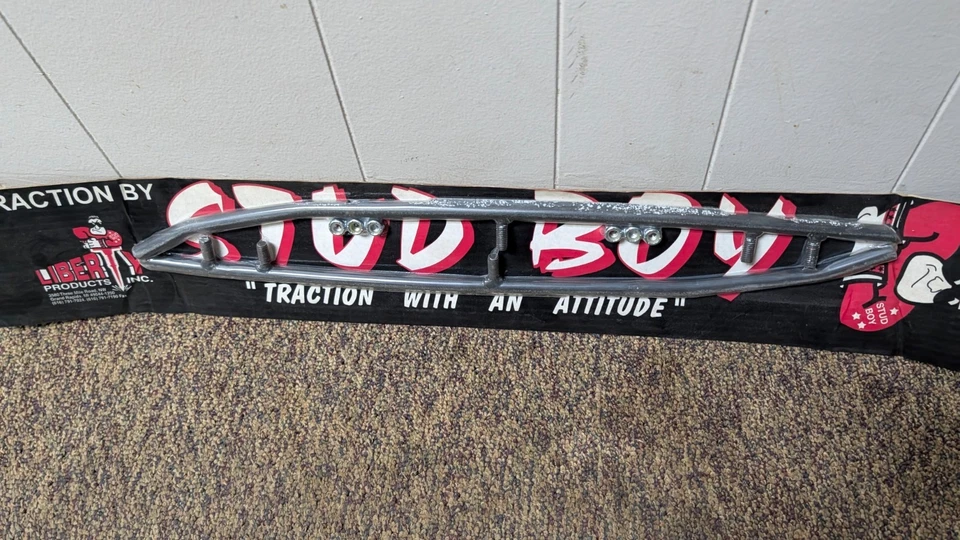 RACTION BY
STUD BOY
"TRACTION WITH AN ATTITUDE"
LIBERTY
PRODUCTS INC.
STUD
BOY